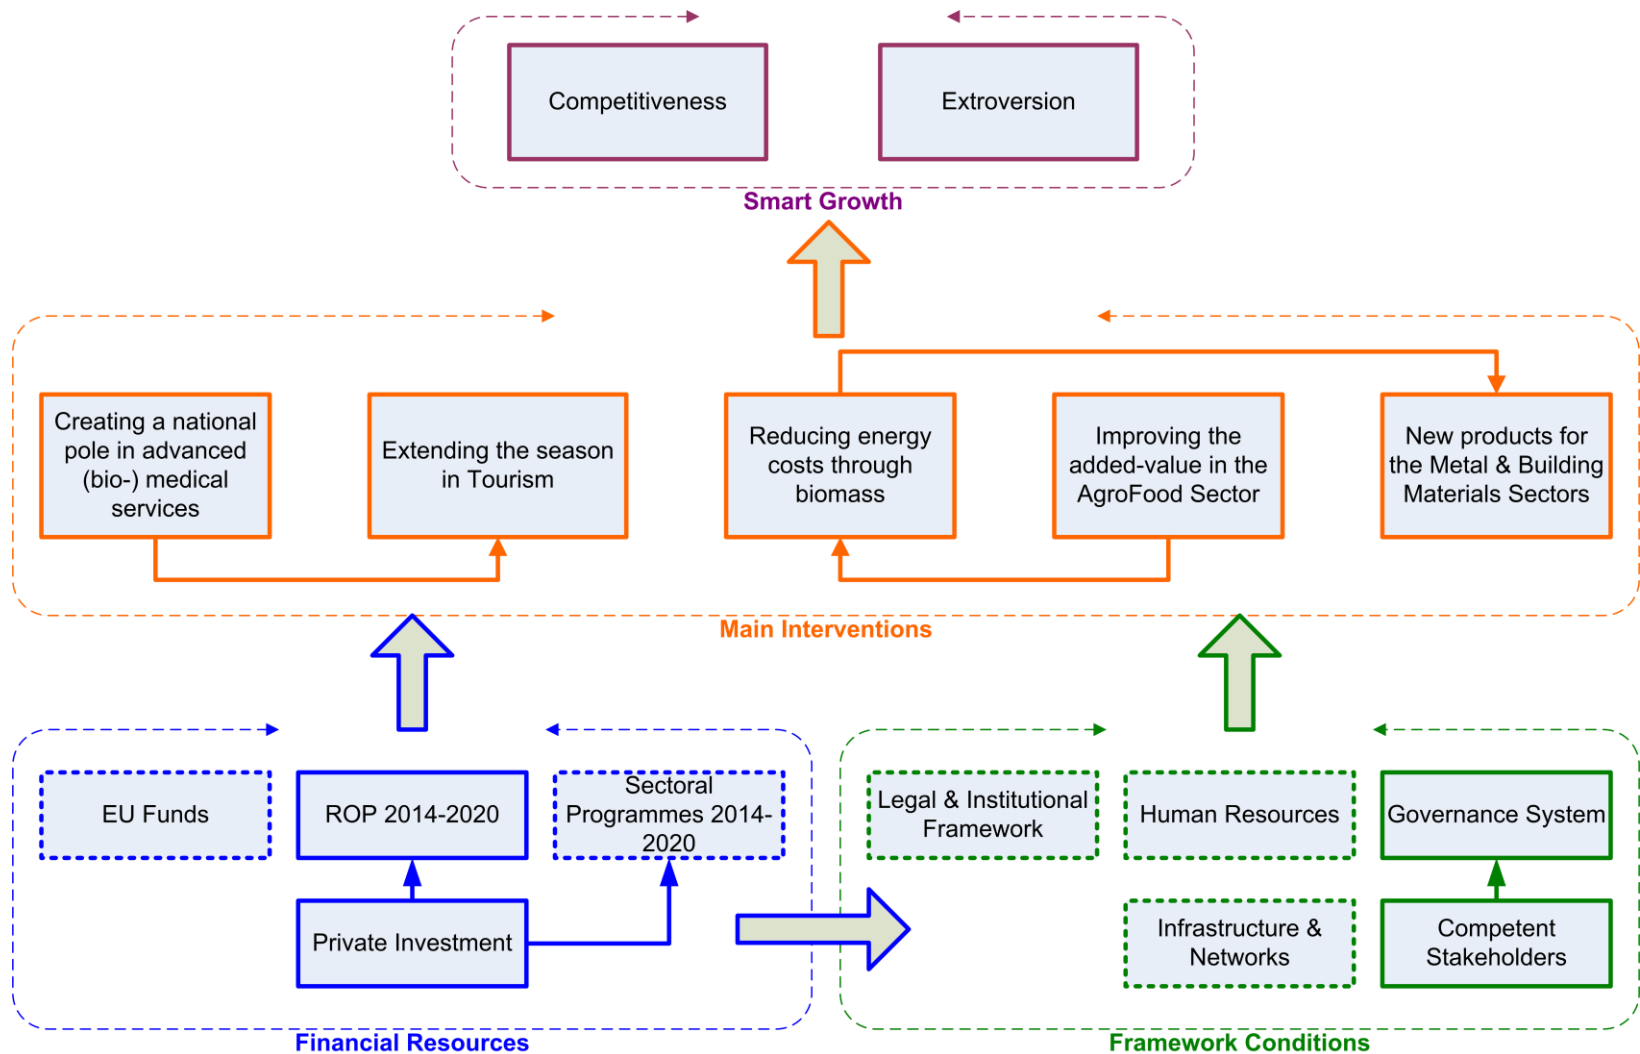 Competitiveness
Extroversion
Smart Growth
Creating a national
pole in advanced
(bio-) medical
services
Extending the season
in Tourism
Reducing energy
costs through
biomass
Improving the
added-value in the
AgroFood Sector
New products for
the Metal & Building
Materials Sectors
Main Interventions
EU Funds
ROP 2014-2020
Sectoral
Programmes 2014-
2020
Private Investment
Financial Resources
Legal & Institutional
Framework
Human Resources
Governance System
Infrastructure &
Networks
Competent
Stakeholders
Framework Conditions